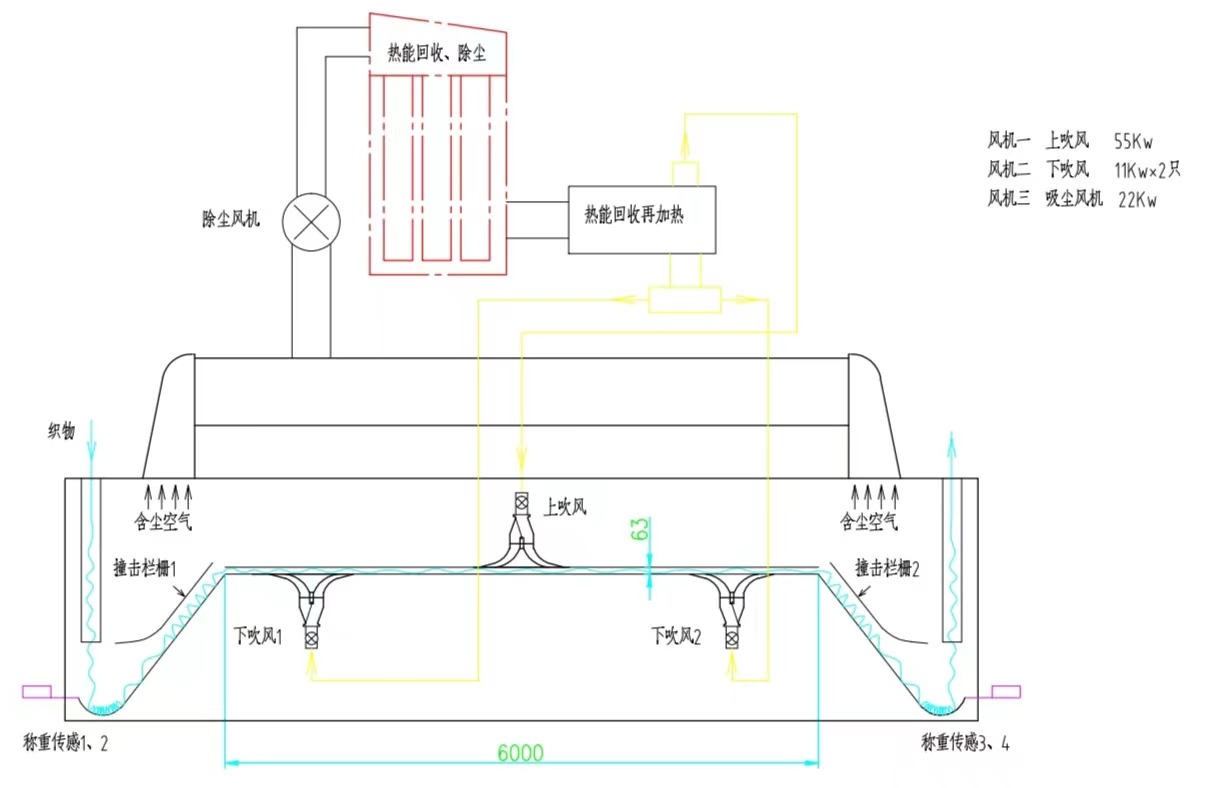 热能回收、除尘
风机一 上吹风 55Kw
风机二 下吹风 11Kw×2只
风机三 吸尘风机 22Kw
除尘风机
热能回收再加热
织物
含尘空气
上吹风
63
含尘空气
撞击栏栅1
撞击栏栅2
下吹风1
下吹风2
称重传感1、2
称重传感3、4
6000